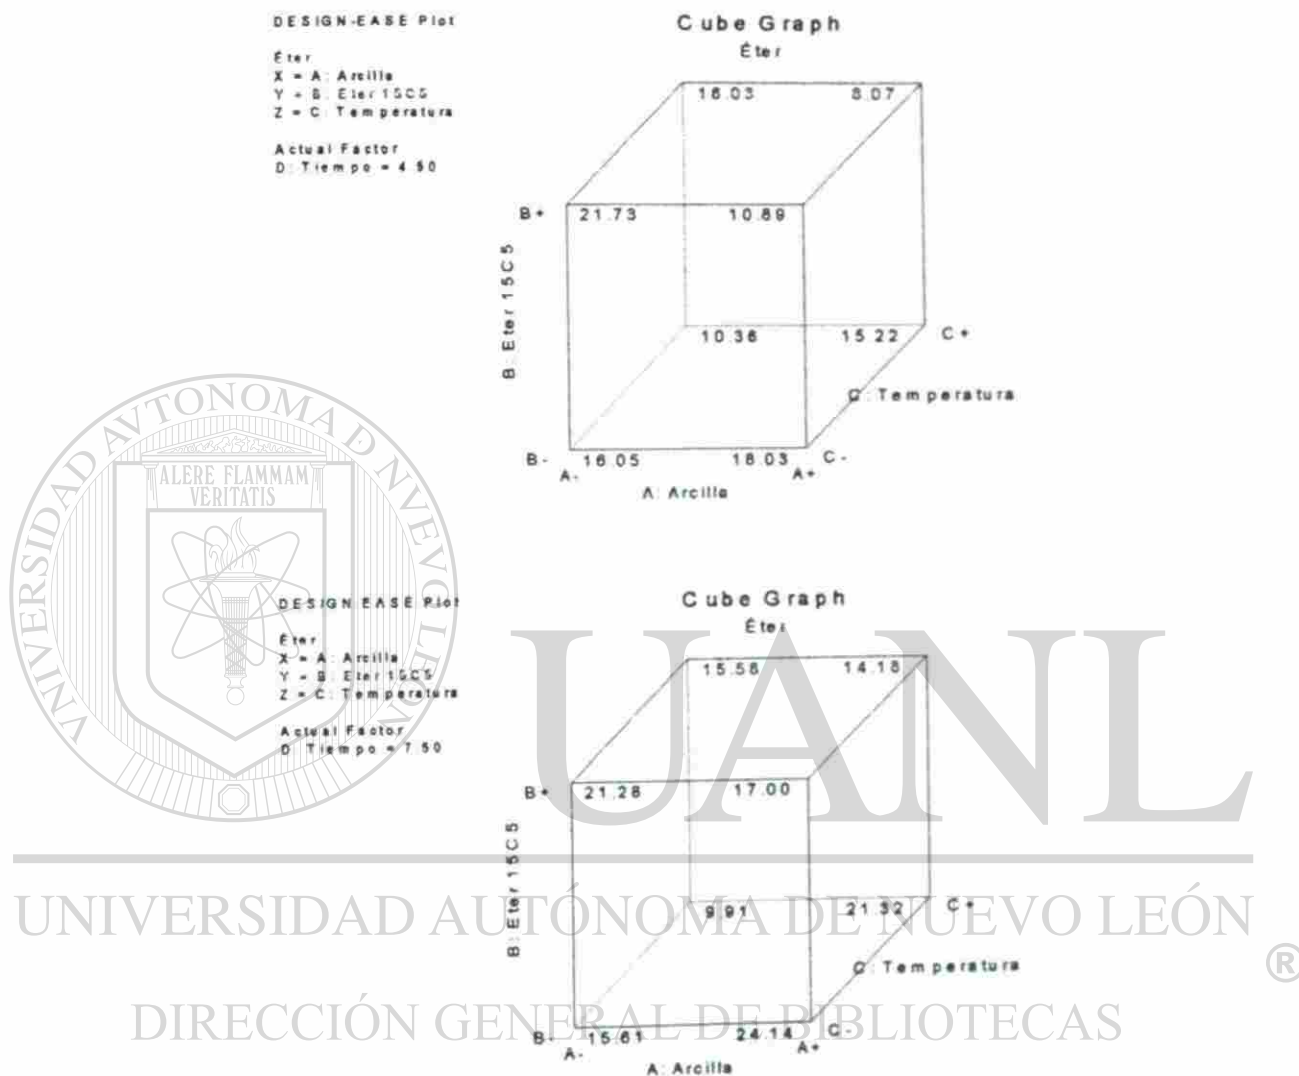 DESIGN-EASE Plot
Éter
X = A: Arcilla
Y = B: Eter 15C5
Z = C: Temperatura
Actual Factor
D: Tiempo = 4.50
Cube Graph
Éter
16.03 8.07
B+ 21.73 10.89
B: Eter 15C5
10.36 15.22 C+
C: Temperatura
B- 16.05 18.03 C-
A- A+
A: Arcilla
UNIVERSIDAD AVTONOMA D NVEVO LEON
ALERE FLAMMAM
VERITATIS
DESIGN EASE Plot
Éter
X = A: Arcilla
Y = B: Eter 15C5
Z = C: Temperatura
Actual Factor
D: Tiempo = 7.50
Cube Graph
Éter
15.58 14.18
B+ 21.28 17.00
B: Eter 15C5
9.91 21.32 C+
C: Temperatura
B- 15.61 24.14 C-
A- A+
A: Arcilla
UANL
UNIVERSIDAD AUTÓNOMA DE NUEVO LEÓN
®
DIRECCIÓN GENERAL DE BIBLIOTECAS